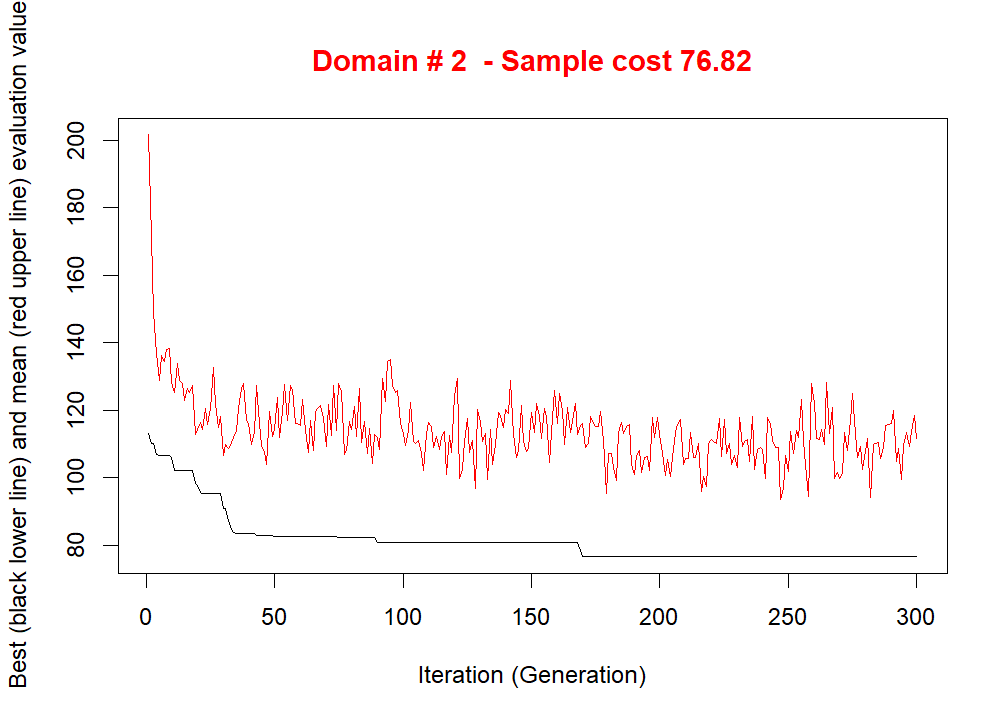 Domain # 2 - Sample cost 76.82
Best (black lower line) and mean (red upper line) evaluation value
200
180
160
140
120
100
80
0 50 100 150 200 250 300
Iteration (Generation)